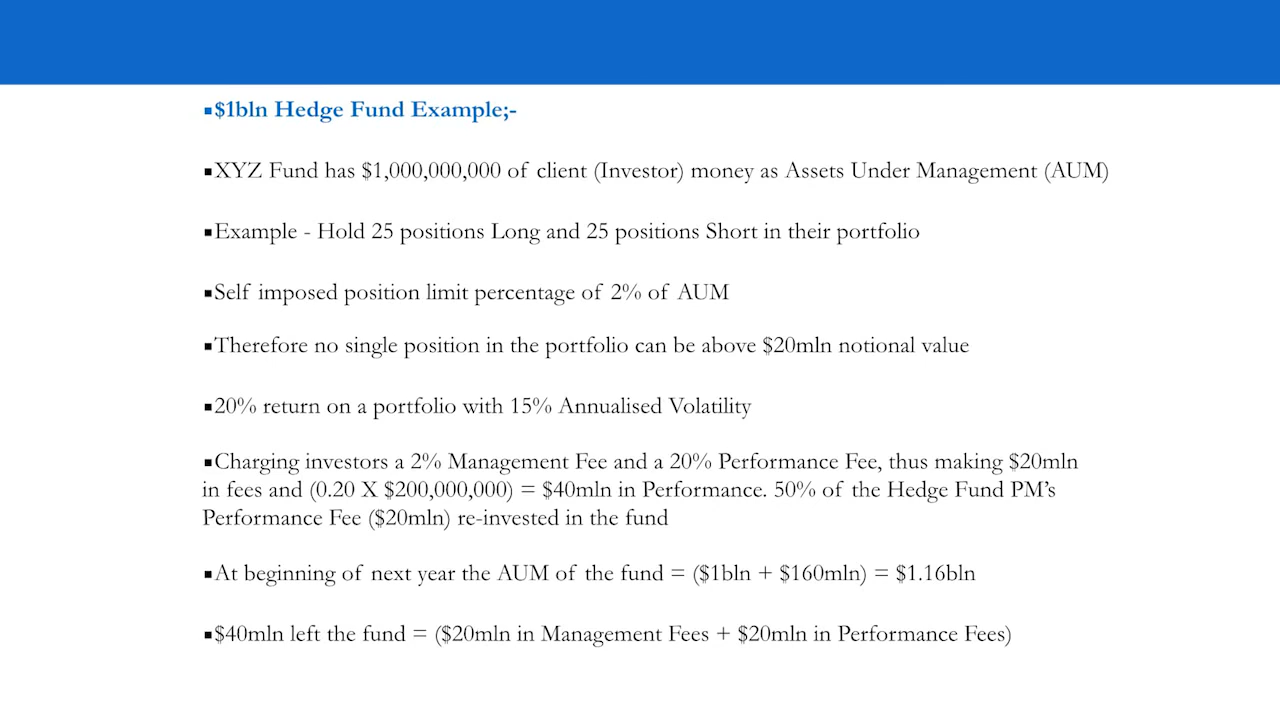 ▪$1bln Hedge Fund Example;-
▪XYZ Fund has $1,000,000,000 of client (Investor) money as Assets Under Management (AUM)
▪Example - Hold 25 positions Long and 25 positions Short in their portfolio
▪Self imposed position limit percentage of 2% of AUM
▪Therefore no single position in the portfolio can be above $20mln notional value
▪20% return on a portfolio with 15% Annualised Volatility
▪Charging investors a 2% Management Fee and a 20% Performance Fee, thus making $20mln
in fees and (0.20 X $200,000,000) = $40mln in Performance. 50% of the Hedge Fund PM's
Performance Fee ($20mln) re-invested in the fund
▪At beginning of next year the AUM of the fund = ($1bln + $160mln) = $1.16bln
▪$40mln left the fund = ($20mln in Management Fees + $20mln in Performance Fees)